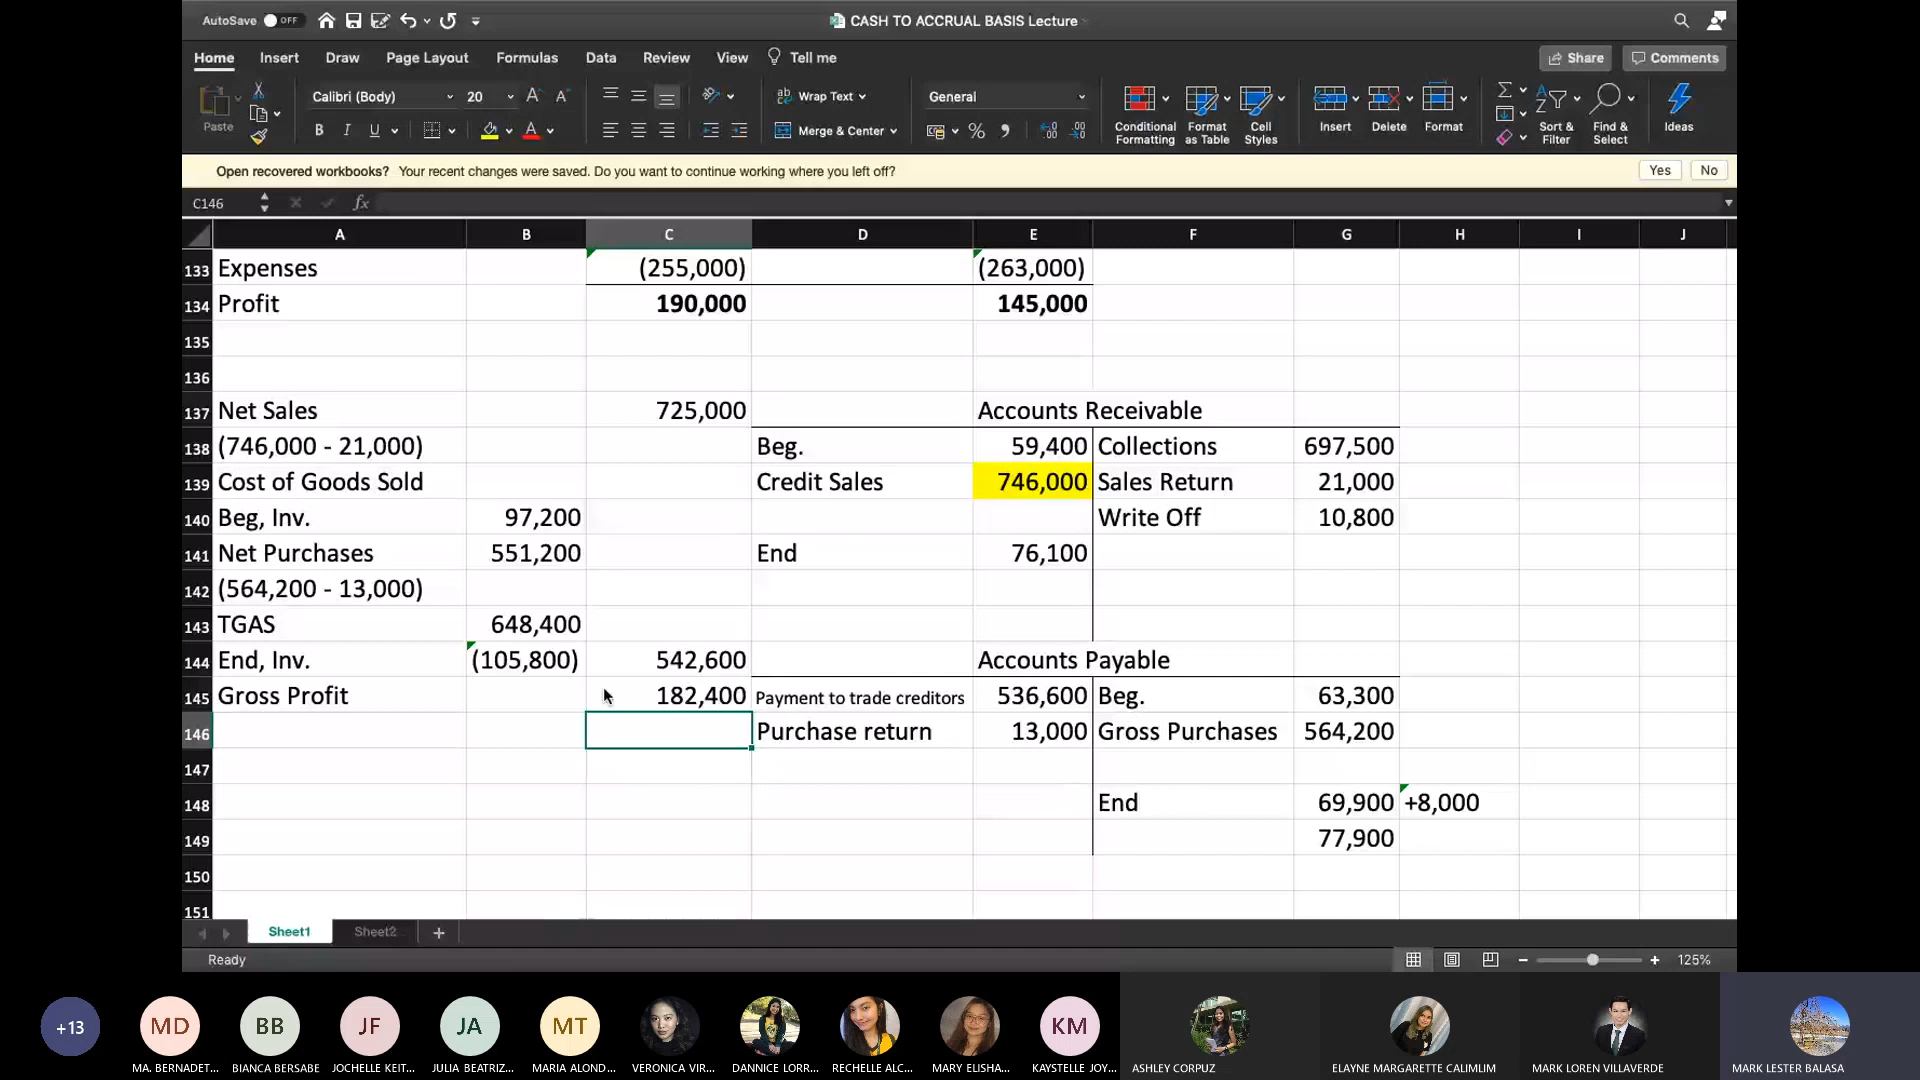 AutoSave OFF CASH TO ACCRUAL BASIS Lecture
Home Insert Draw Page Layout Formulas Data Review View Tell me Share Comments
Paste Calibri (Body) 20 A A Wrap Text General Conditional Formatting Format as Table Cell Styles Insert Delete Format Sort & Filter Find & Select Ideas
B I U A Merge & Center % 9
Open recovered workbooks? Your recent changes were saved. Do you want to continue working where you left off? Yes No
C146 fx
A B C D E F G H I J
133 Expenses (255,000) (263,000)
134 Profit 190,000 145,000
135
136
137 Net Sales 725,000 Accounts Receivable
138 (746,000 - 21,000) Beg. 59,400 Collections 697,500
139 Cost of Goods Sold Credit Sales 746,000 Sales Return 21,000
140 Beg, Inv. 97,200 Write Off 10,800
141 Net Purchases 551,200 End 76,100
142 (564,200 - 13,000)
143 TGAS 648,400
144 End, Inv. (105,800) 542,600 Accounts Payable
145 Gross Profit 182,400 Payment to trade creditors 536,600 Beg. 63,300
146 Purchase return 13,000 Gross Purchases 564,200
147
148 End 69,900 +8,000
149 77,900
150
151
Sheet1 Sheet2 +
Ready 125%
+13 MD BB JF JA MT KM
MA. BERNADET... BIANCA BERSABE JOCHELLE KEIT... JULIA BEATRIZ... MARIA ALOND... VERONICA VIR... DANNICE LORR... RECHELLE ALC... MARY ELISHA... KAYSTELLE JOY... ASHLEY CORPUZ ELAYNE MARGARETTE CALIMLIM MARK LOREN VILLAVERDE MARK LESTER BALASA